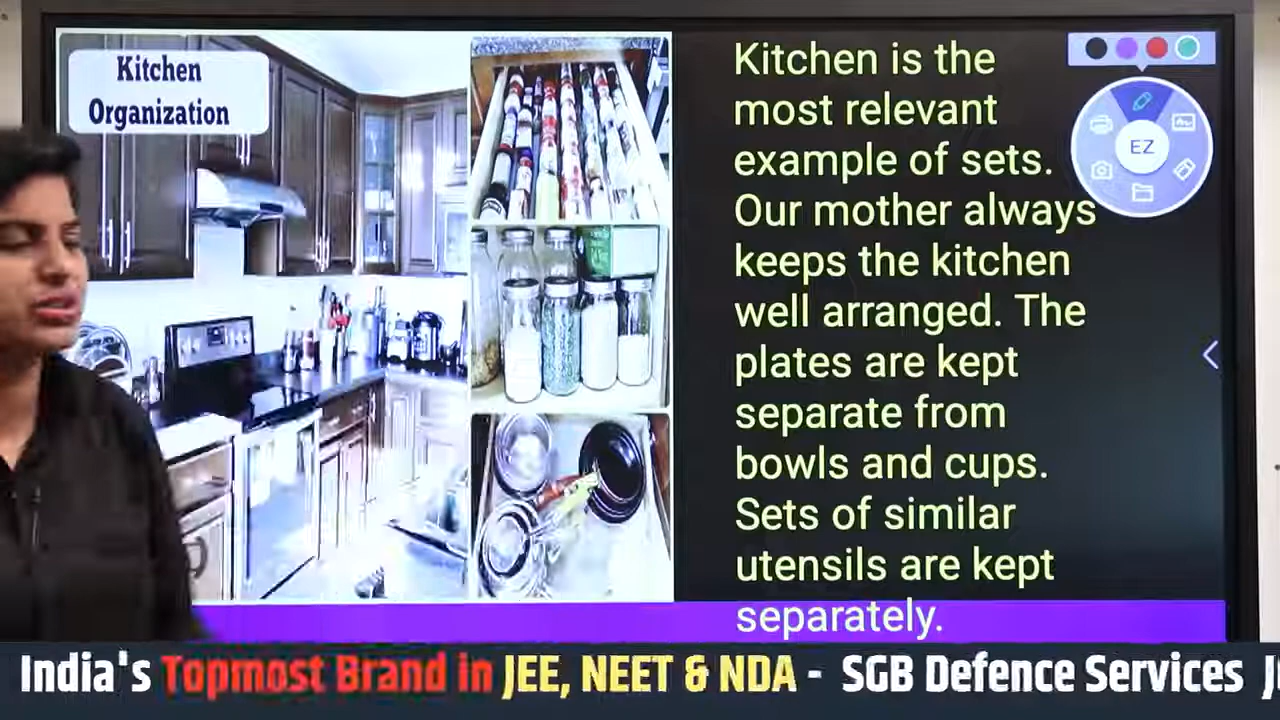 Kitchen
Organization
Kitchen is the
most relevant
example of sets.
Our mother always
keeps the kitchen
well arranged. The
plates are kept
separate from
bowls and cups.
Sets of similar
utensils are kept
separately.
EZ
India's Topmost Brand in JEE, NEET & NDA - SGB Defence Services